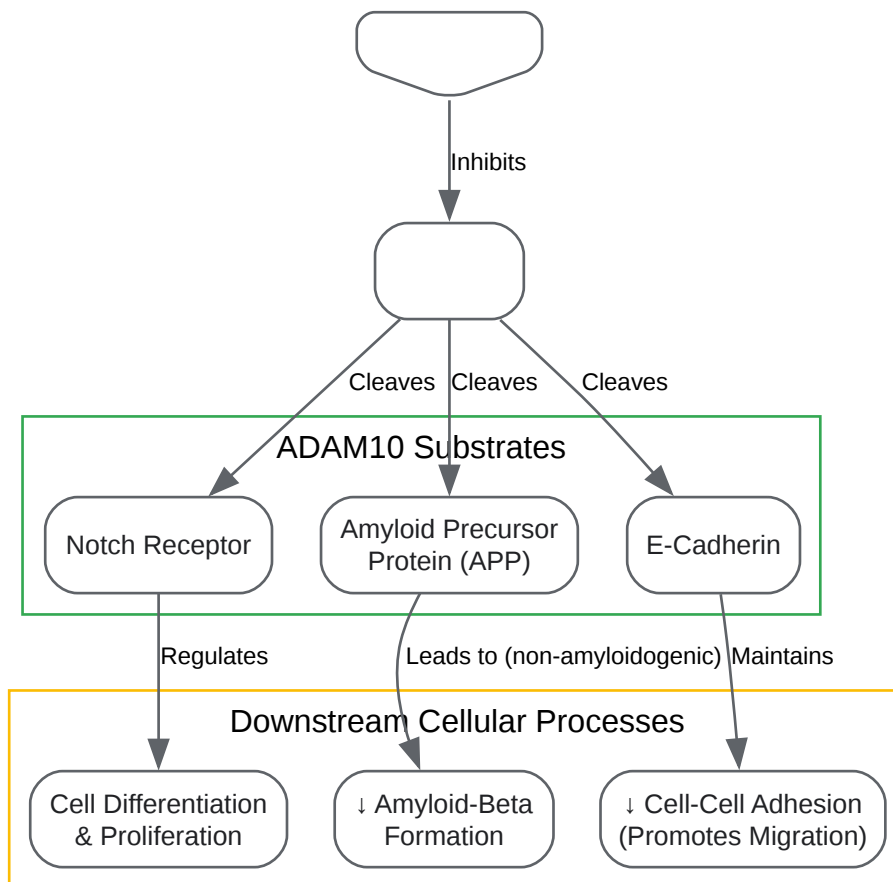 Inhibits
Cleaves
Cleaves
Cleaves
ADAM10 Substrates
Notch Receptor
Amyloid Precursor
Protein (APP)
E-Cadherin
Regulates
Leads to (non-amyloidogenic)
Maintains
Downstream Cellular Processes
Cell Differentiation
& Proliferation
↓ Amyloid-Beta
Formation
↓ Cell-Cell Adhesion
(Promotes Migration)